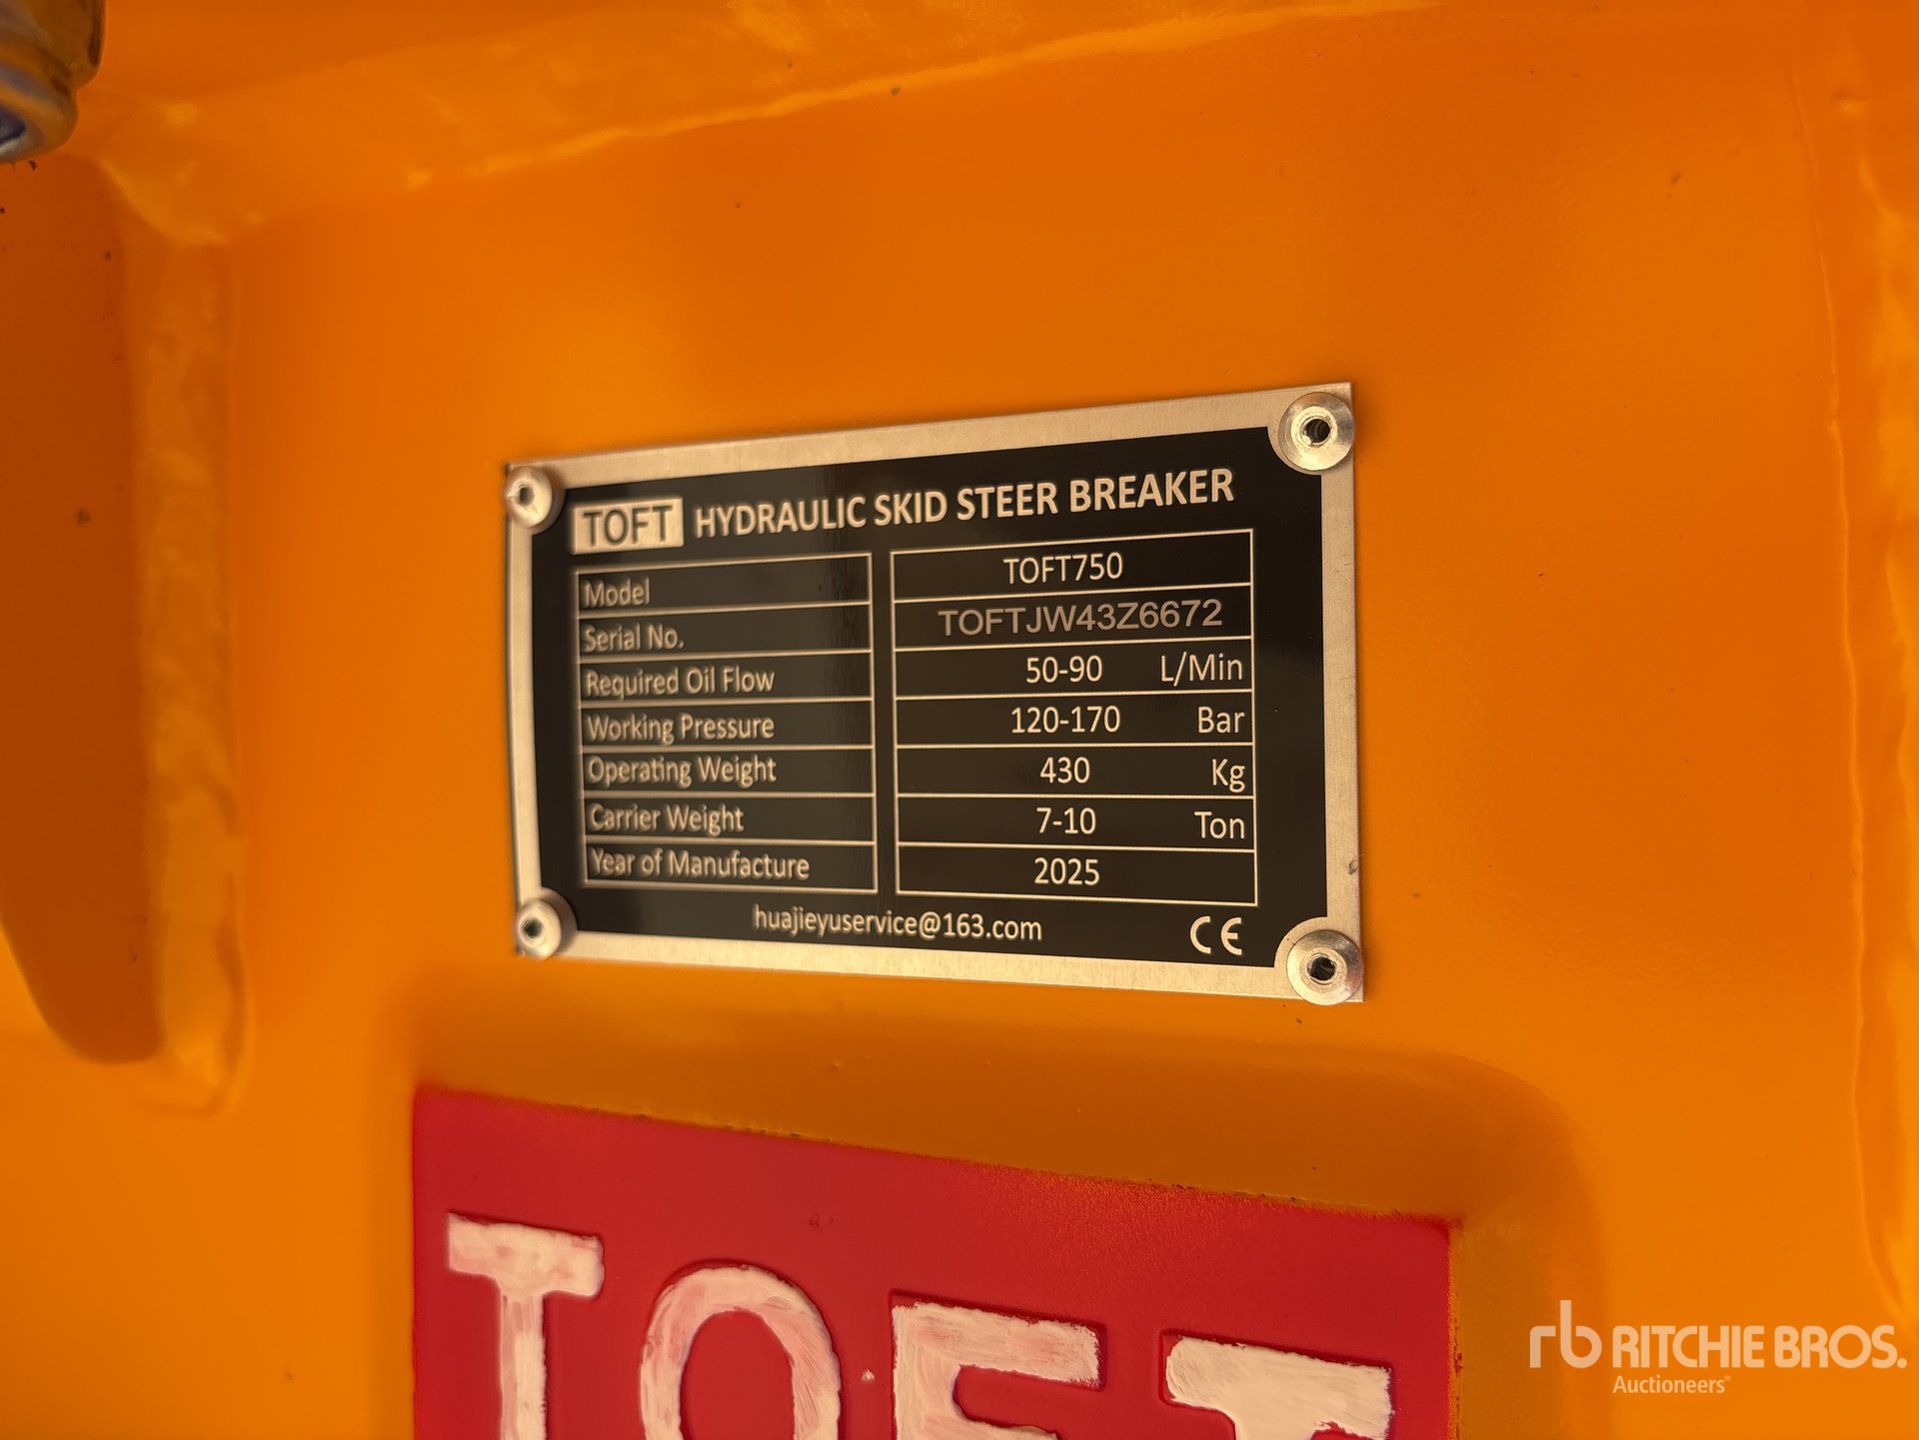 TOFT HYDRAULIC SKID STEER BREAKER
Model TOFT750
Serial No. TOFTJW43Z6672
Required Oil Flow 50-90 L/Min
Working Pressure 120-170 Bar
Operating Weight 430 Kg
Carrier Weight 7-10 Ton
Year of Manufacture 2025
huajieyuservice@163.com CE
TOFT
rb RITCHIE BROS.
Auctioneers